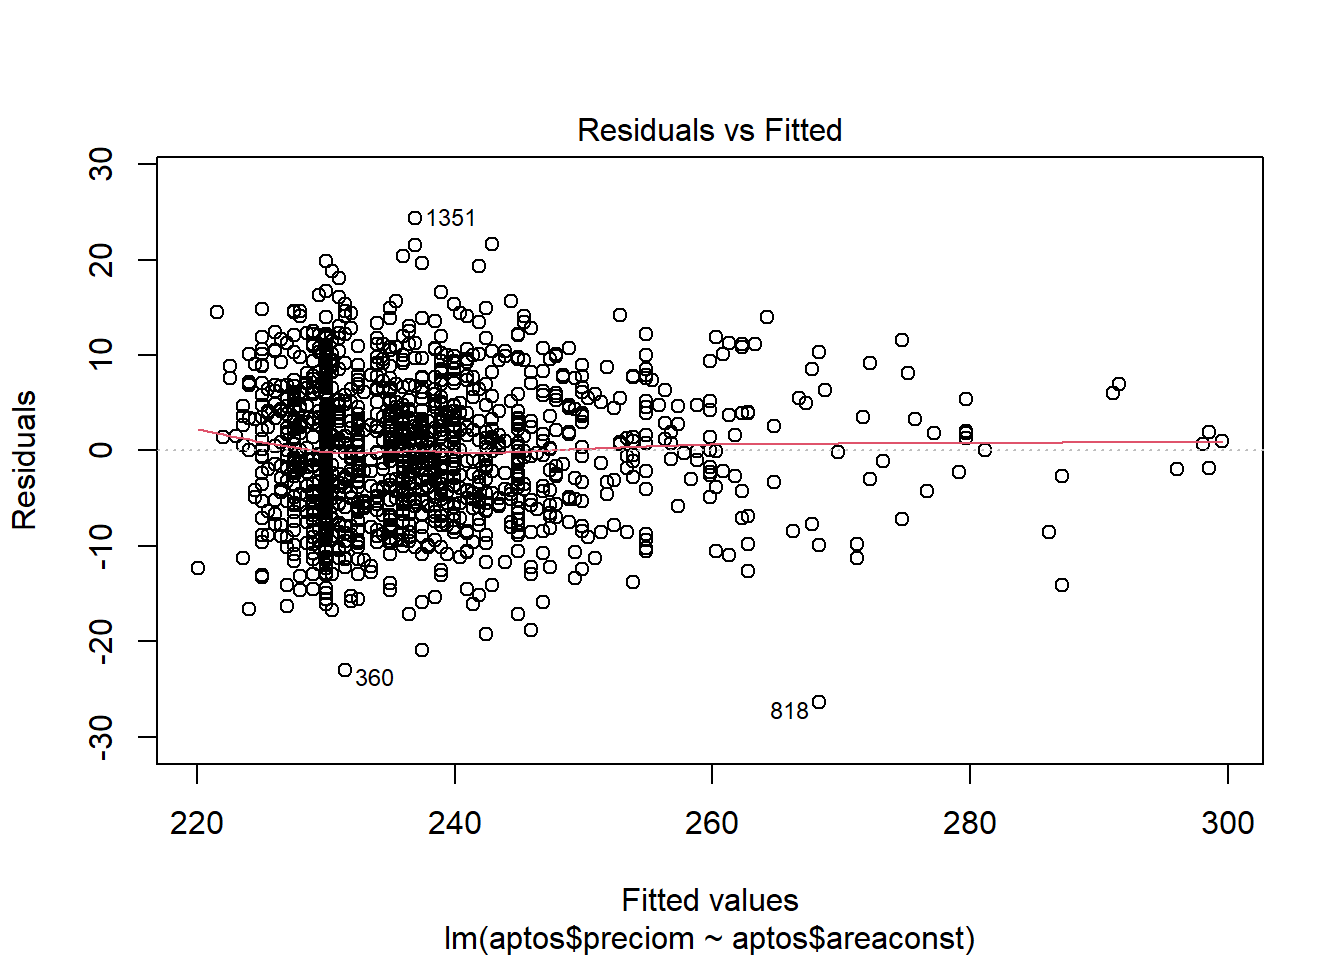 Residuals vs Fitted
Residuals
30
20
10
0
-10
-20
-30
1351
360
818
220 240 260 280 300
Fitted values
lm(aptos$preciom ~ aptos$areaconst)